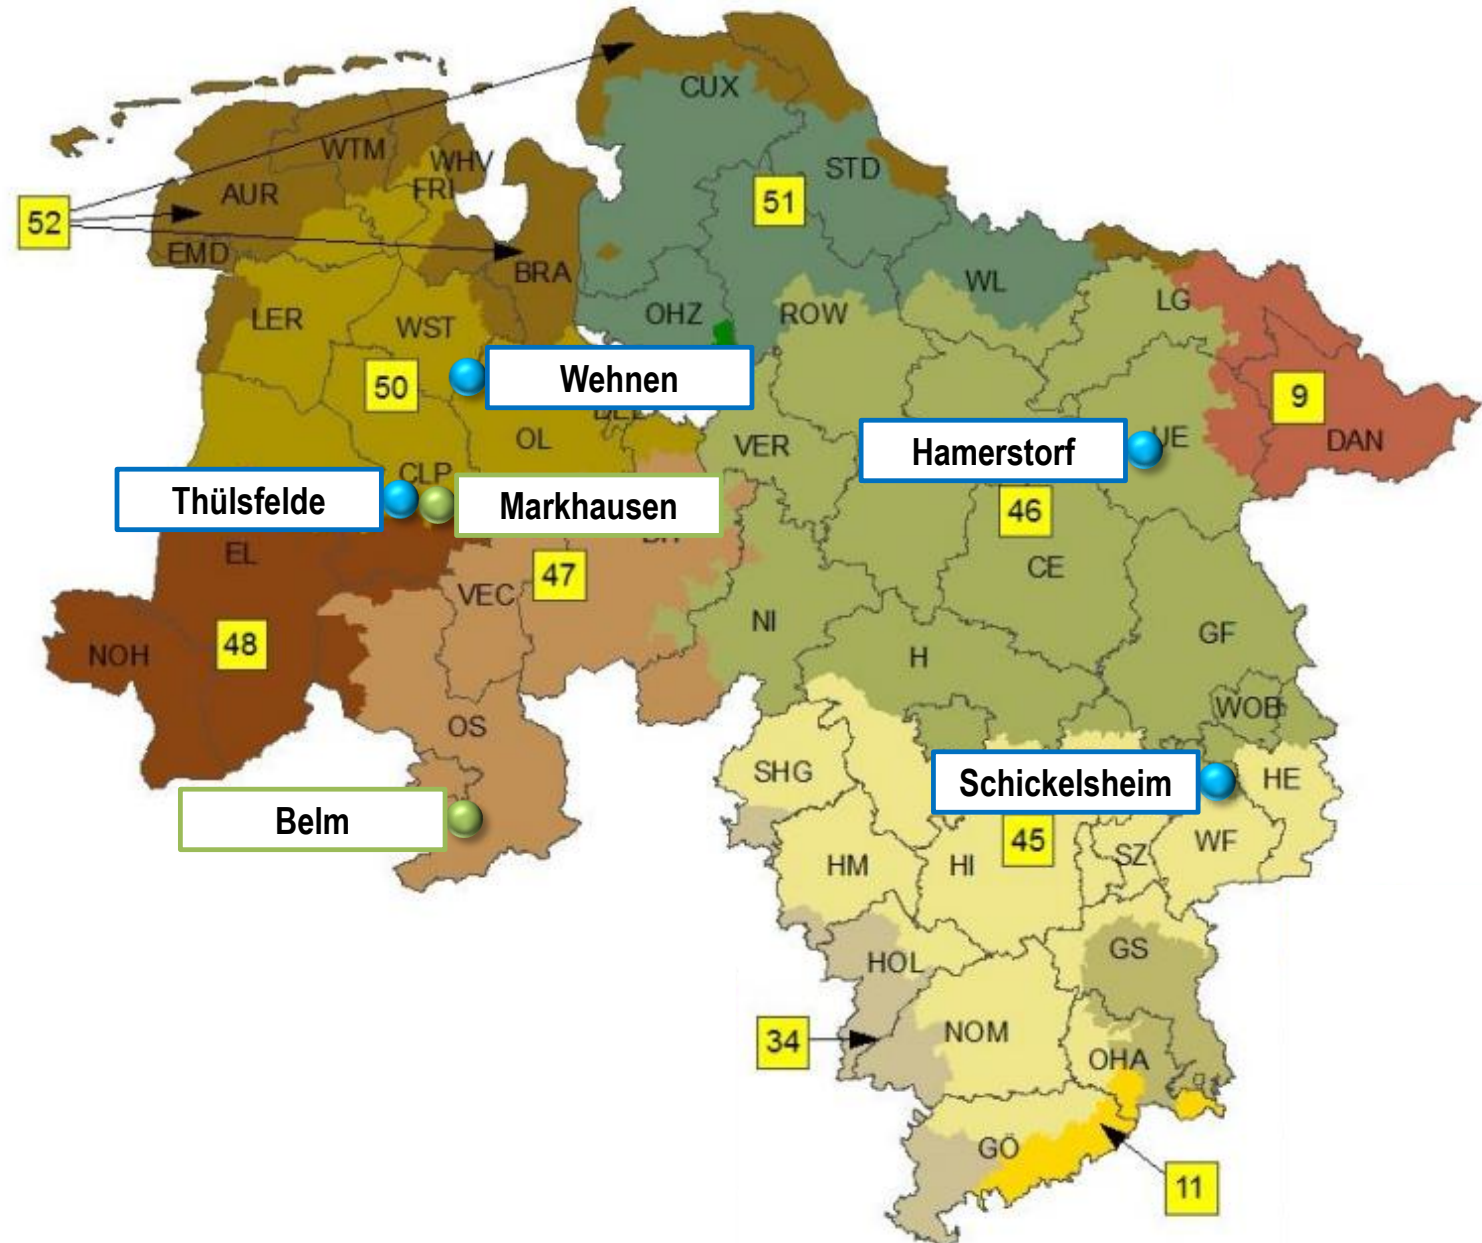 CUX
WTM
WHV
STD
AUR
FRI
51
52
EMD
BRA
WL
LG
LER
WST
OHZ
ROW
50
Wehnen
9
OL
VER
Hamerstorf
UE
DAN
CLP
Thülsfelde
Markhausen
46
EL
47
CE
VEC
NI
GF
NOH
48
H
OS
WOB
SHG
Schickelsheim
HE
Belm
45
WF
HM
HI
SZ
GS
HOL
34
NOM
OHA
GÖ
11